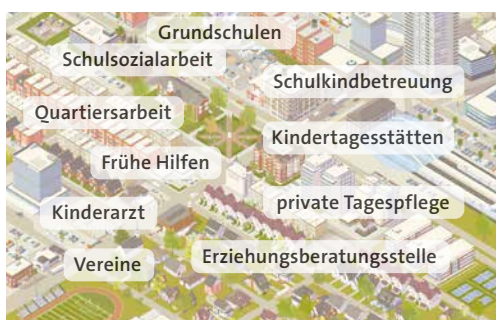 Grundschulen
Schulsozialarbeit
Schulkindbetreuung
Quartiersarbeit
Kindertagesstätten
Frühe Hilfen
private Tagespflege
Kinderarzt
Erziehungsberatungsstelle
Vereine